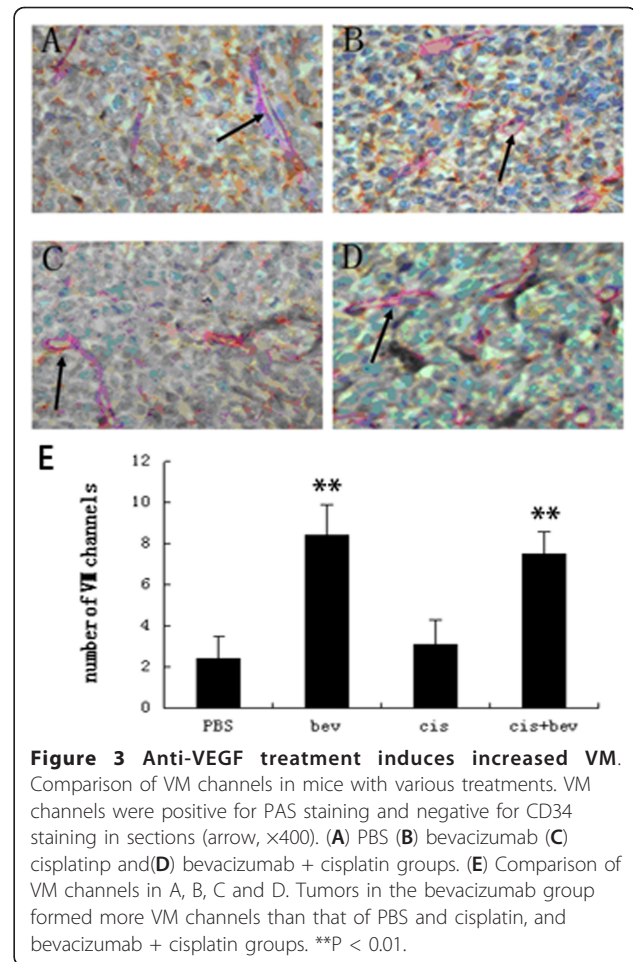 A
B
C
D
E
number of VM channels
12
10
8
6
4
2
0
**
**
PBS
bev
cis
cis+bev
Figure 3 Anti-VEGF treatment induces increased VM.
Comparison of VM channels in mice with various treatments. VM
channels were positive for PAS staining and negative for CD34
staining in sections (arrow, ×400). (A) PBS (B) bevacizumab (C)
cisplatinp and(D) bevacizumab + cisplatin groups. (E) Comparison of
VM channels in A, B, C and D. Tumors in the bevacizumab group
formed more VM channels than that of PBS and cisplatin, and
bevacizumab + cisplatin groups. **P < 0.01.